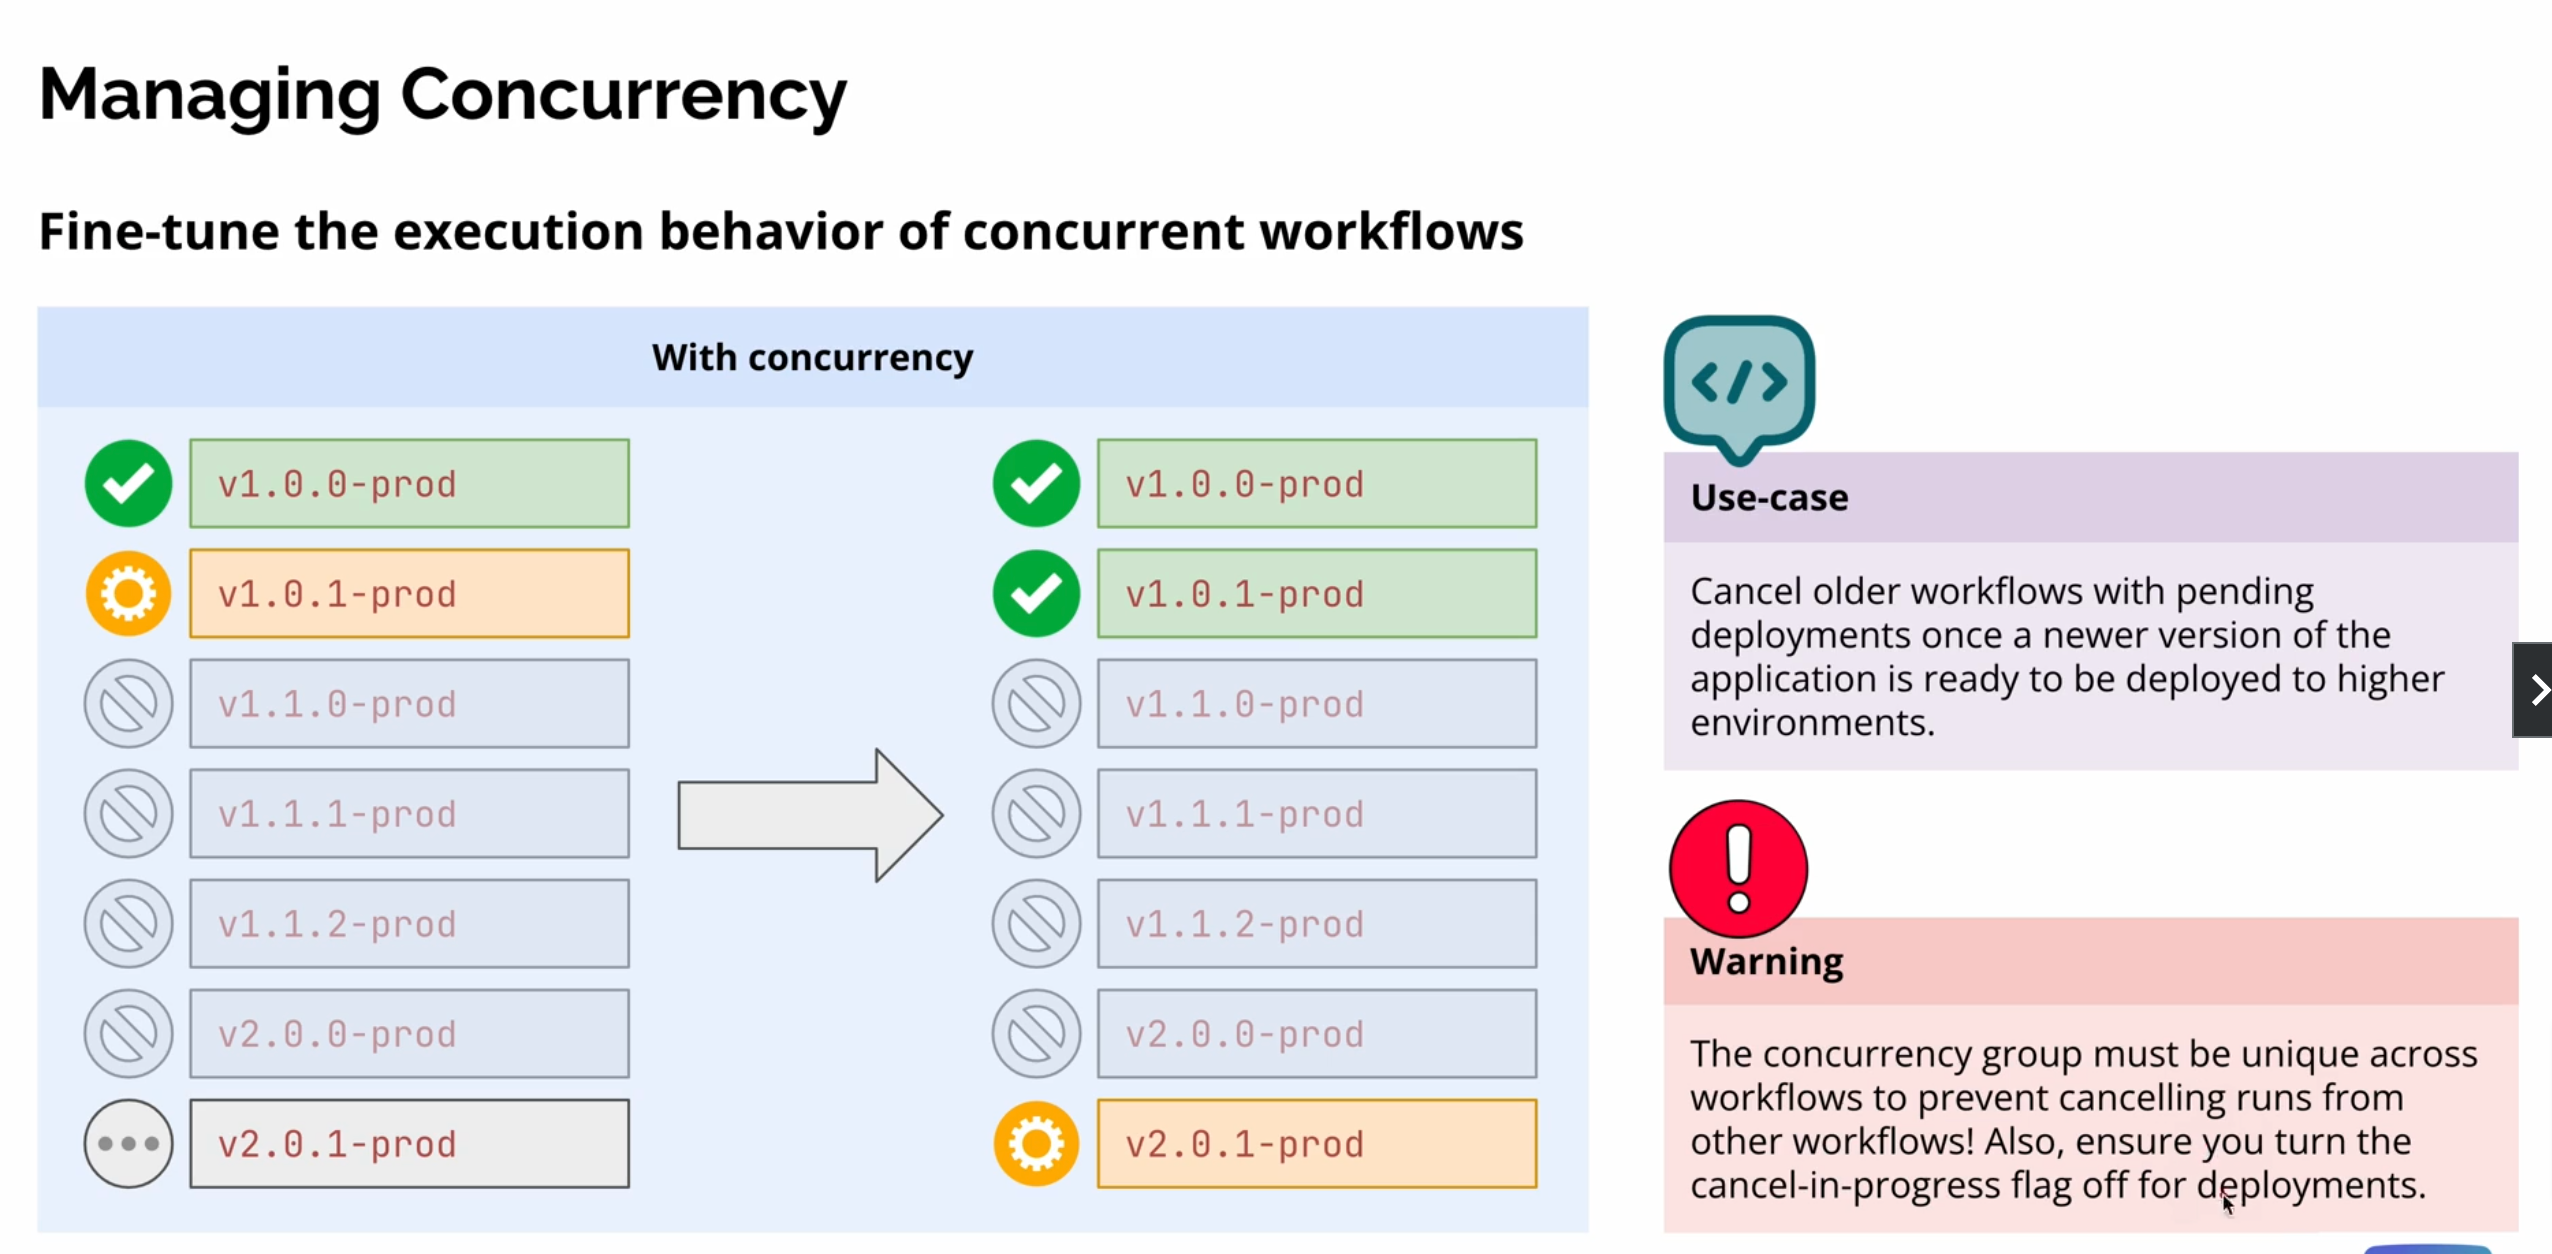 Managing Concurrency
Fine-tune the execution behavior of concurrent workflows
With concurrency
v1.0.0-prod
v1.0.1-prod
v1.1.0-prod
v1.1.1-prod
v1.1.2-prod
v2.0.0-prod
v2.0.1-prod
v1.0.0-prod
v1.0.1-prod
v1.1.0-prod
v1.1.1-prod
v1.1.2-prod
v2.0.0-prod
v2.0.1-prod
</>
Use-case
Cancel older workflows with pending
deployments once a newer version of the
application is ready to be deployed to higher
environments.
Warning
The concurrency group must be unique across
workflows to prevent cancelling runs from
other workflows! Also, ensure you turn the
cancel-in-progress flag off for deployments.